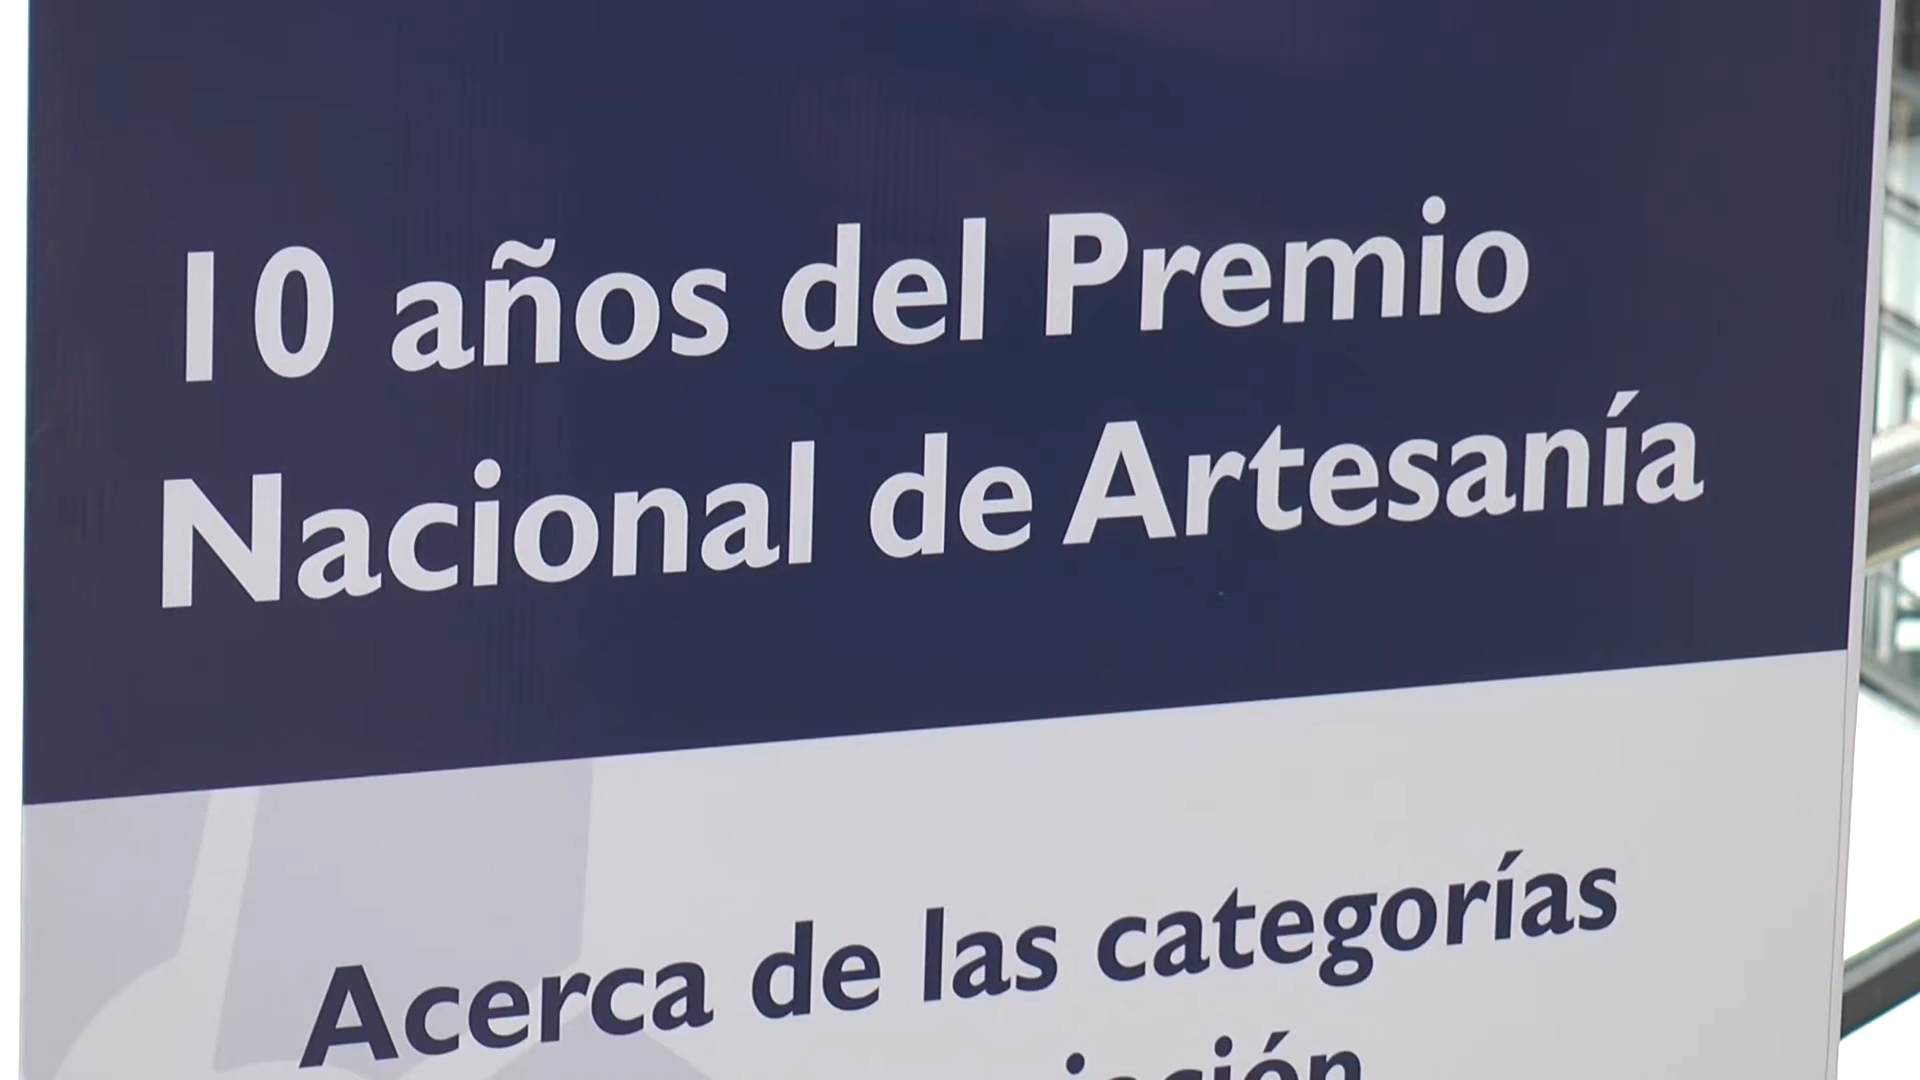 10 años del Premio
Nacional de Artesanía
Acerca de las categorías